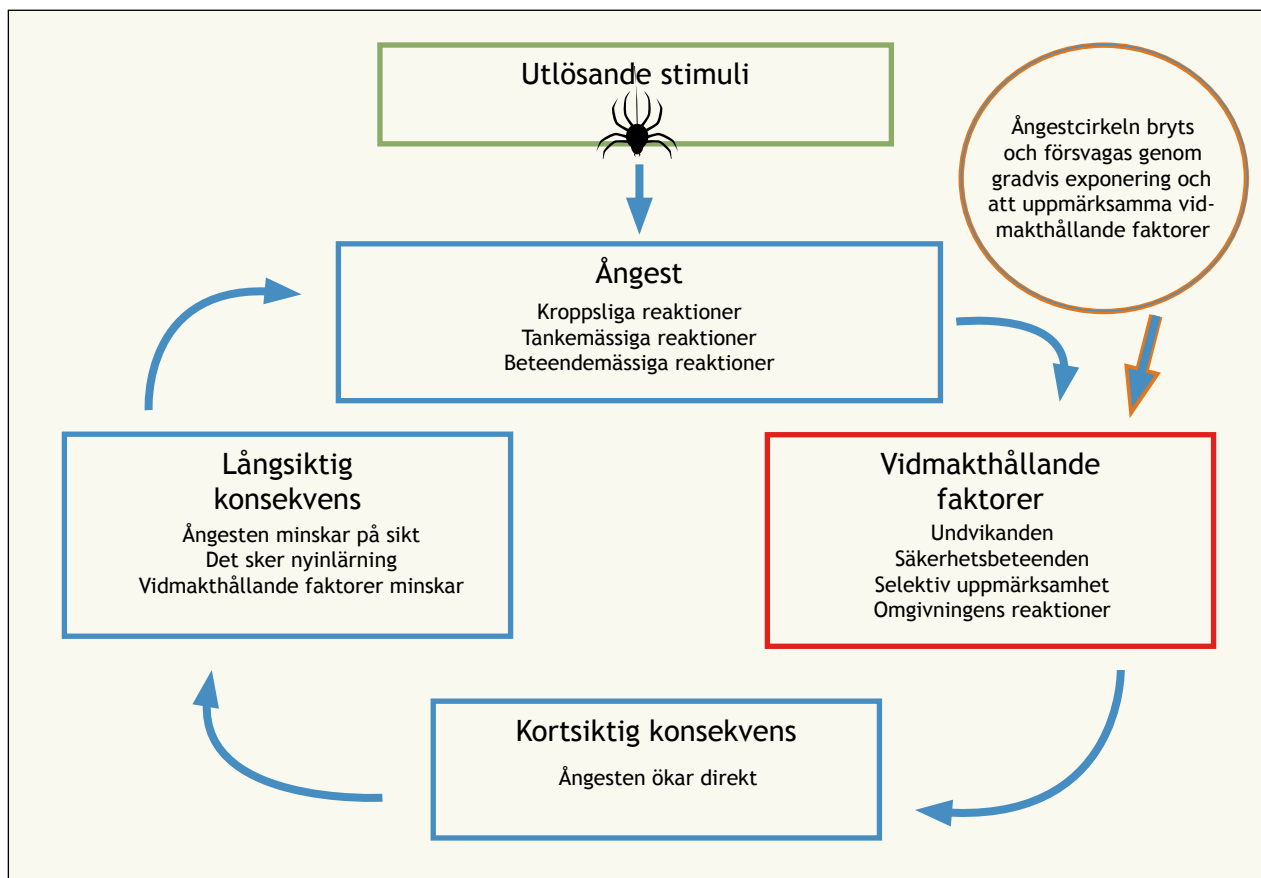 Utlösande stimuli
Ångestcirkeln bryts
och försvagas genom
gradvis exponering och
att uppmärksamma vid-
makthållande faktorer
Ångest
Kroppsliga reaktioner
Tankemässiga reaktioner
Beteendemässiga reaktioner
Långsiktig
konsekvens
Ångesten minskar på sikt
Det sker nyinlärning
Vidmakthållande faktorer minskar
Vidmakthållande
faktorer
Undvikanden
Säkerhetsbeteenden
Selektiv uppmärksamhet
Omgivningens reaktioner
Kortsiktig konsekvens
Ångesten ökar direkt